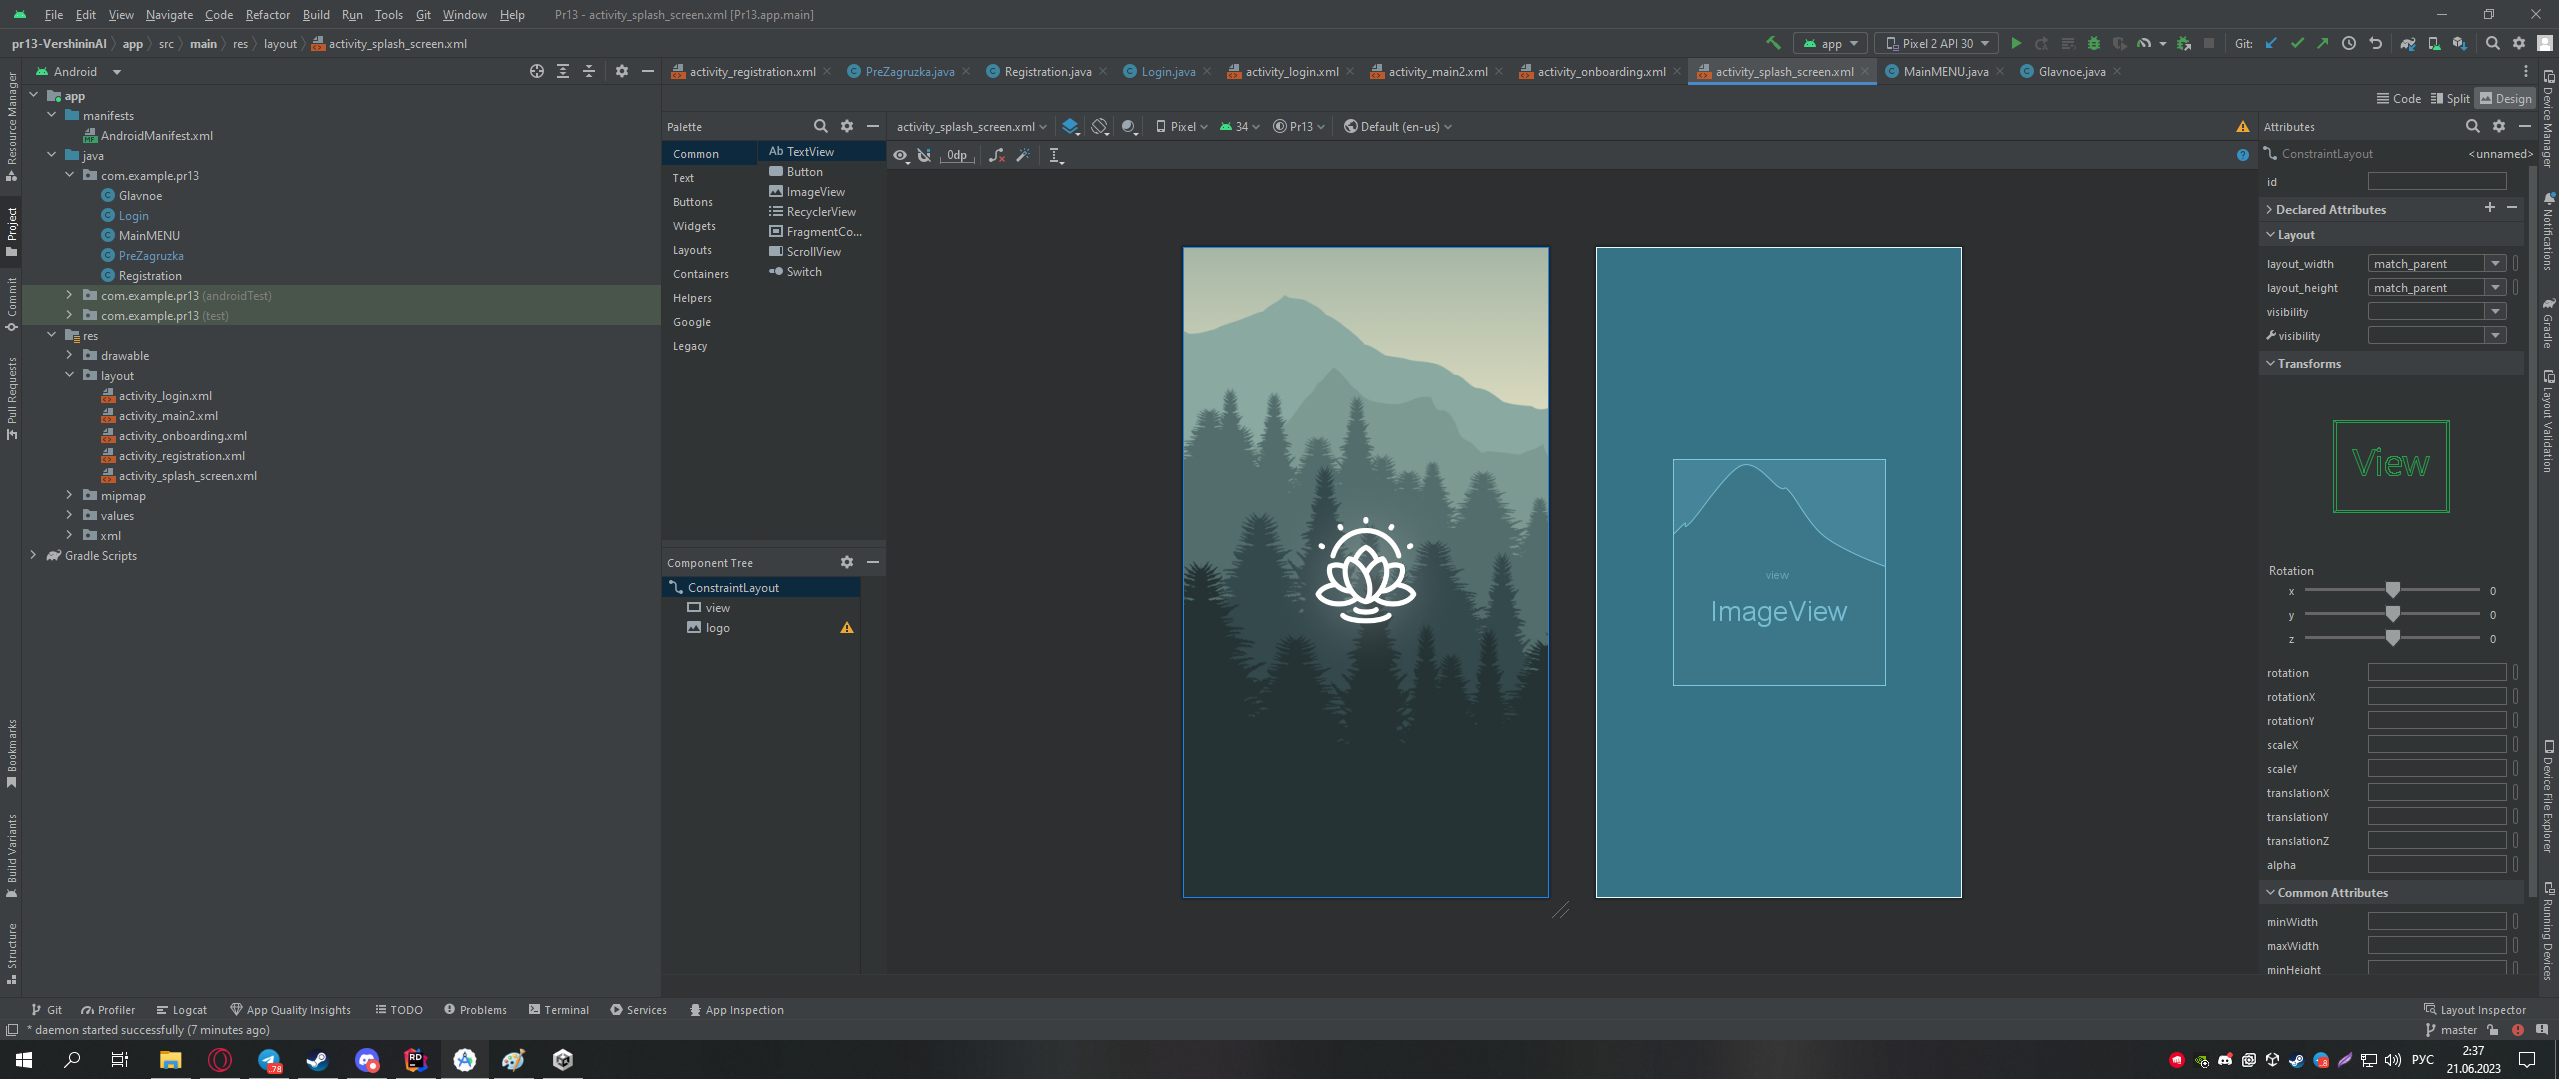 File Edit View Navigate Code Refactor Build Run Tools Git Window Help Pr13 - activity_splash_screen.xml [Pr13.app.main]
pr13-VershininAI app src main res layout activity_splash_screen.xml app Pixel 2 API 30 Git:
Android
activity_registration.xml PreZagruzka.java Registration.java Login.java activity_login.xml activity_main2.xml activity_onboarding.xml activity_splash_screen.xml MainMENU.java Glavnoe.java
Code Split Design
app
manifests
AndroidManifest.xml
java
com.example.pr13
Glavnoe
Login
MainMENU
PreZagruzka
Registration
com.example.pr13 (androidTest)
com.example.pr13 (test)
res
drawable
layout
activity_login.xml
activity_main2.xml
activity_onboarding.xml
activity_registration.xml
activity_splash_screen.xml
mipmap
values
xml
Gradle Scripts
Resource Manager
Project
Commit
Pull Requests
Bookmarks
Build Variants
Structure
Palette
Common
Text
Buttons
Widgets
Layouts
Containers
Helpers
Google
Legacy
Ab TextView
Button
ImageView
RecyclerView
FragmentCo...
ScrollView
Switch
Component Tree
ConstraintLayout
view
logo
activity_splash_screen.xml Pixel 34 Pr13 Default (en-us)
0dp
view
ImageView
Attributes
ConstraintLayout <unnamed>
id
Declared Attributes
Layout
layout_width match_parent
layout_height match_parent
visibility
visibility
Transforms
View
Rotation
x 0
y 0
z 0
rotation
rotationX
rotationY
scaleX
scaleY
translationX
translationY
translationZ
alpha
Common Attributes
minWidth
maxWidth
minHeight
Device Manager
Notifications
Gradle
Layout Validation
Device File Explorer
Running Devices
Git Profiler Logcat App Quality Insights TODO Problems Terminal Services App Inspection Layout Inspector
* daemon started successfully (7 minutes ago) master
РУС
2:37
21.06.2023